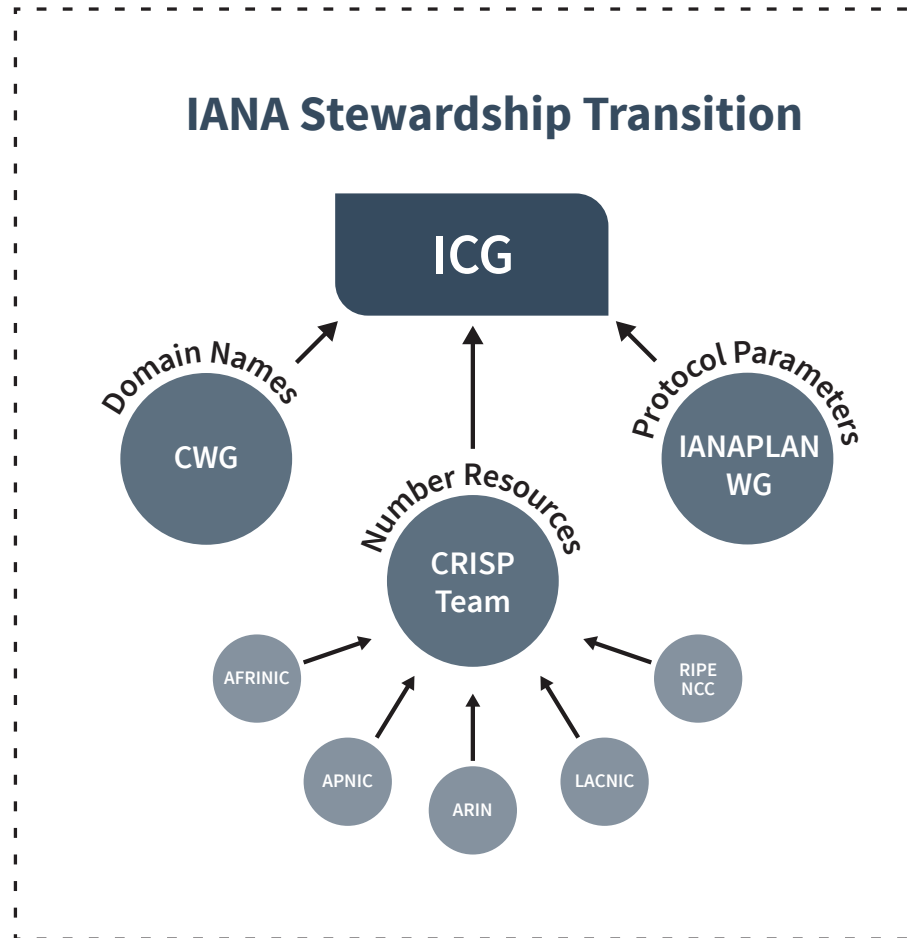 IANA Stewardship Transition
ICG
Domain Names
CWG
Protocol Parameters
IANAPLAN
WG
Number Resources
CRISP
Team
AFRINIC
RIPE
NCC
APNIC
LACNIC
ARIN